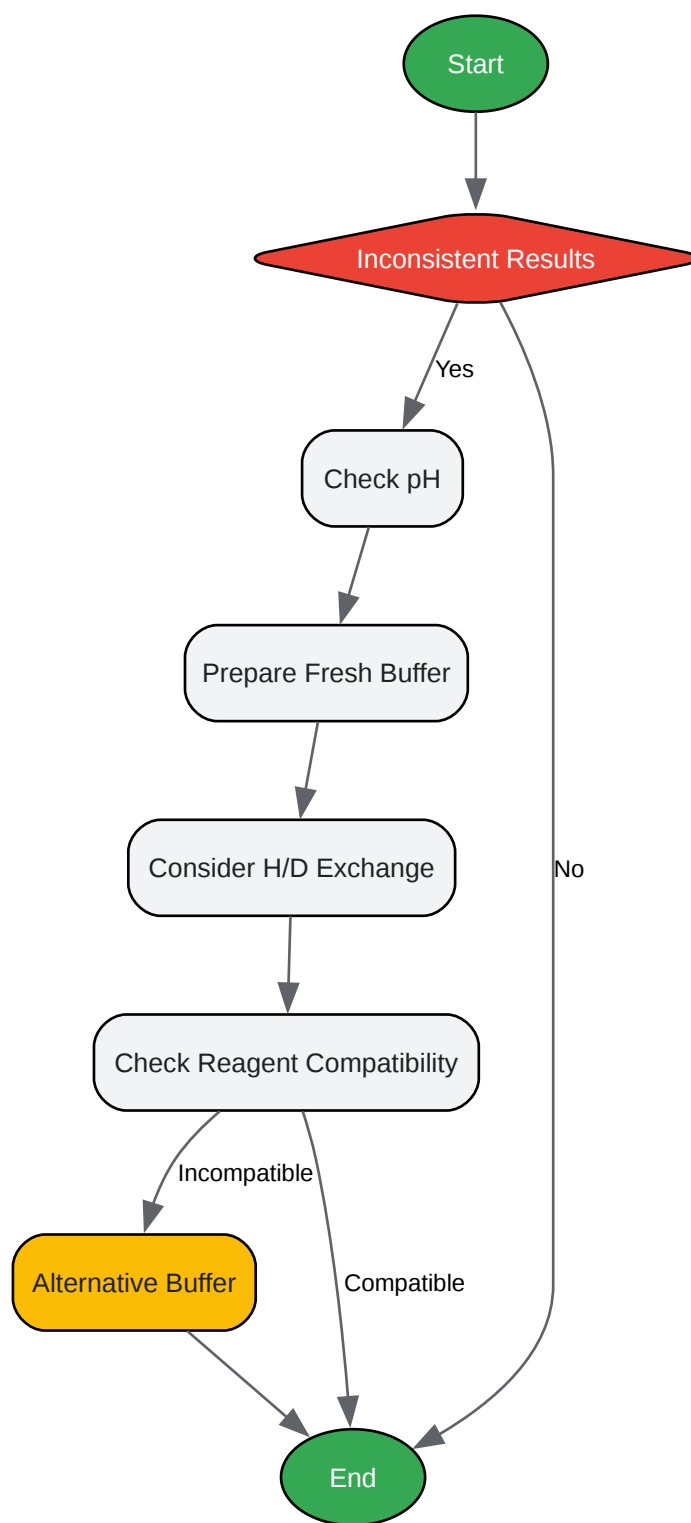 Start
Inconsistent Results
Yes
Check pH
Prepare Fresh Buffer
Consider H/D Exchange
No
Check Reagent Compatibility
Incompatible
Alternative Buffer
Compatible
End